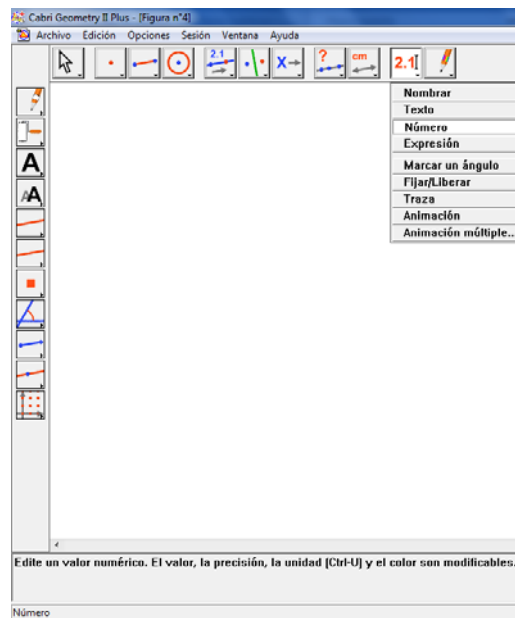 Cabri Geometry II Plus - [Figura nº4]
Archivo Edición Opciones Sesión Ventana Ayuda
2.1 X ? cm 2.1
Nombrar
Texto
Número
Expresión
Marcar un ángulo
Fijar/Liberar
Traza
Animación
Animación múltiple..
A
AA
Edite un valor numérico. El valor, la precisión, la unidad [Ctrl-U] y el color son modificables.
Número